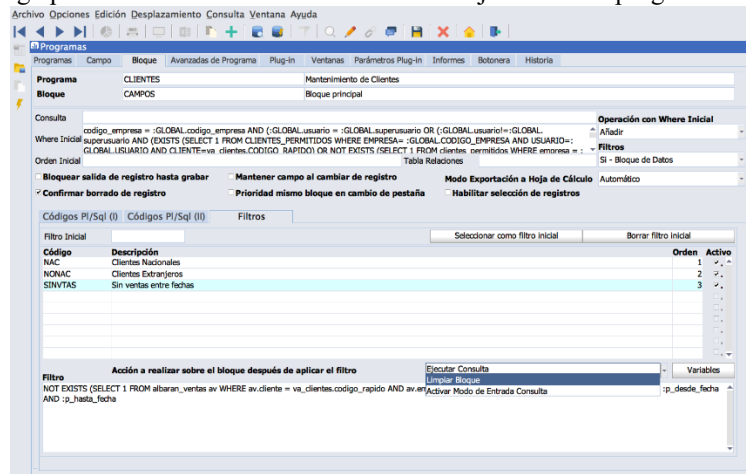 Archivo Opciones Edición Desplazamiento Consulta Ventana Ayuda
Programas
Programas Campo Bloque Avanzadas de Programa Plug-in Ventanas Parámetros Plug-in Informes Botonera Historia
Programa CLIENTES Mantenimiento de Clientes
Bloque CAMPOS Bloque principal
Consulta Operación con Where Inicial
Where Inicial codigo_empresa = :GLOBAL.codigo_empresa AND (:GLOBAL.usuario = :GLOBAL.superusuario OR (:GLOBAL.usuario!=:GLOBAL. Añadir
superusuario AND (EXISTS (SELECT 1 FROM CLIENTES_PERMITIDOS WHERE EMPRESA= :GLOBAL.CODIGO_EMPRESA AND USUARIO=: Filtros
GLOBAL.USUARIO AND CLIENTE=va_clientes.CODIGO_RAPIDO) OR NOT EXISTS (SELECT 1 FROM clientes_permitidos WHERE empresa = : Si - Bloque de Datos
Orden Inicial Tabla Relaciones
Bloquear salida de registro hasta grabar Mantener campo al cambiar de registro Modo Exportación a Hoja de Cálculo Automático
Confirmar borrado de registro Prioridad mismo bloque en cambio de pestaña Habilitar selección de registros
Códigos Pl/Sql (I) Códigos Pl/Sql (II) Filtros
Filtro Inicial Seleccionar como filtro inicial Borrar filtro inicial
Código Descripción Orden Activo
NAC Clientes Nacionales 1
NONAC Clientes Extranjeros 2
SINVTAS Sin ventas entre fechas 3
Acción a realizar sobre el bloque después de aplicar el filtro Ejecutar Consulta Variables
Limpiar Bloque
Activar Modo de Entrada Consulta
Filtro
NOT EXISTS (SELECT 1 FROM albaran_ventas av WHERE av.cliente = va_clientes.codigo_rapido AND :p_desde_fecha
AND :p_hasta_fecha